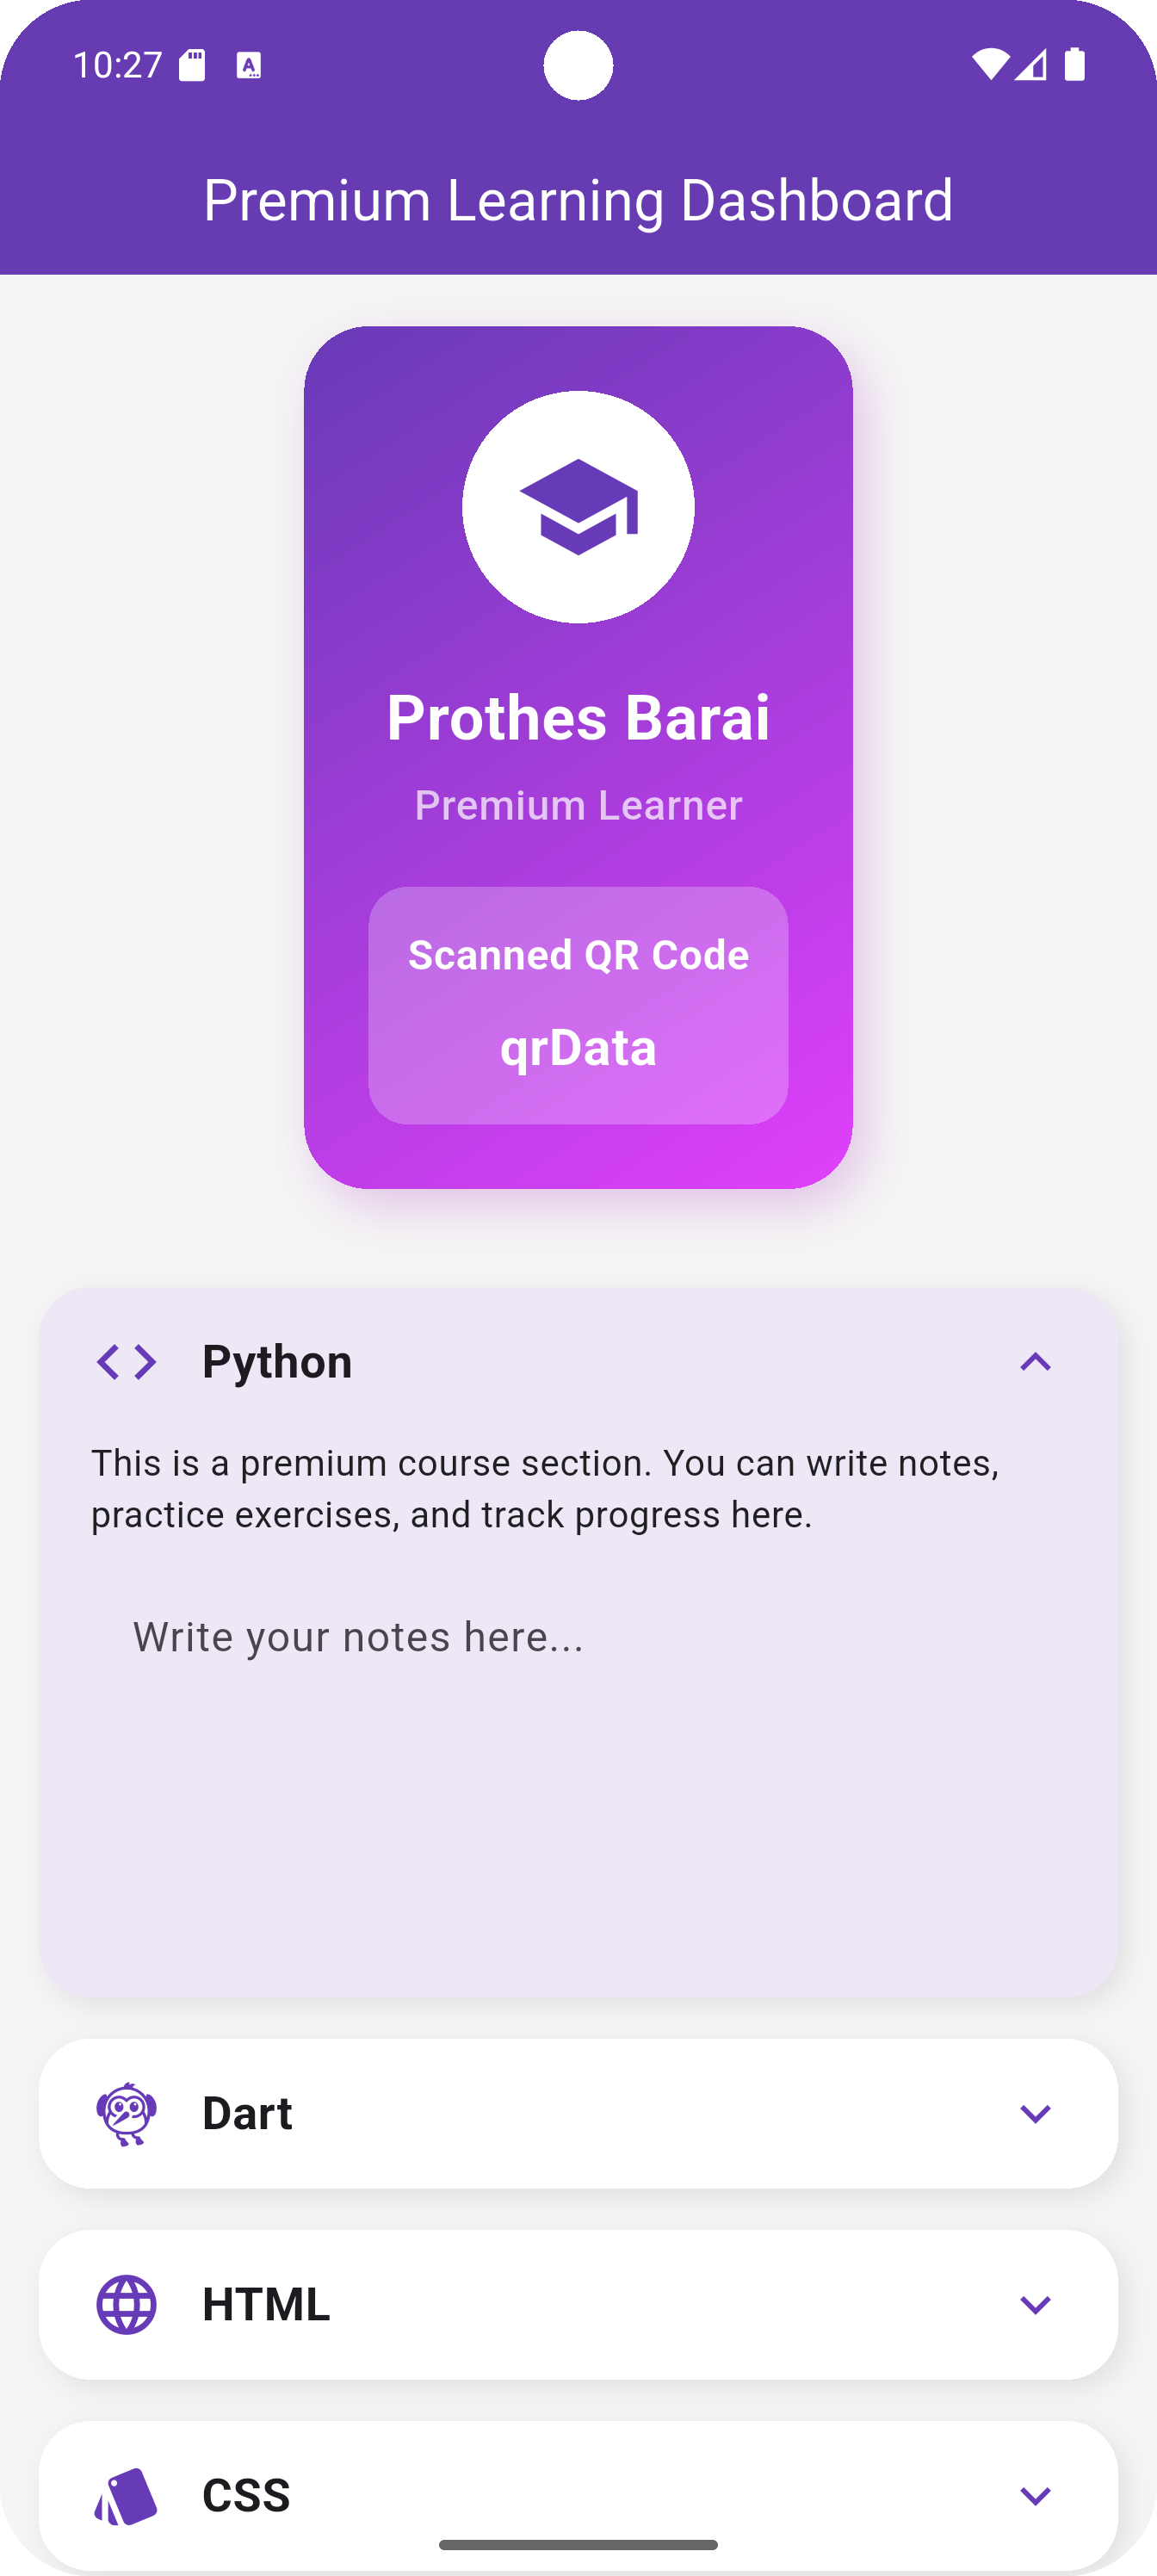 10:27
Premium Learning Dashboard
Prothes Barai
Premium Learner
Scanned QR Code
qrData
Python
This is a premium course section. You can write notes,
practice exercises, and track progress here.
Write your notes here...
Dart
HTML
CSS